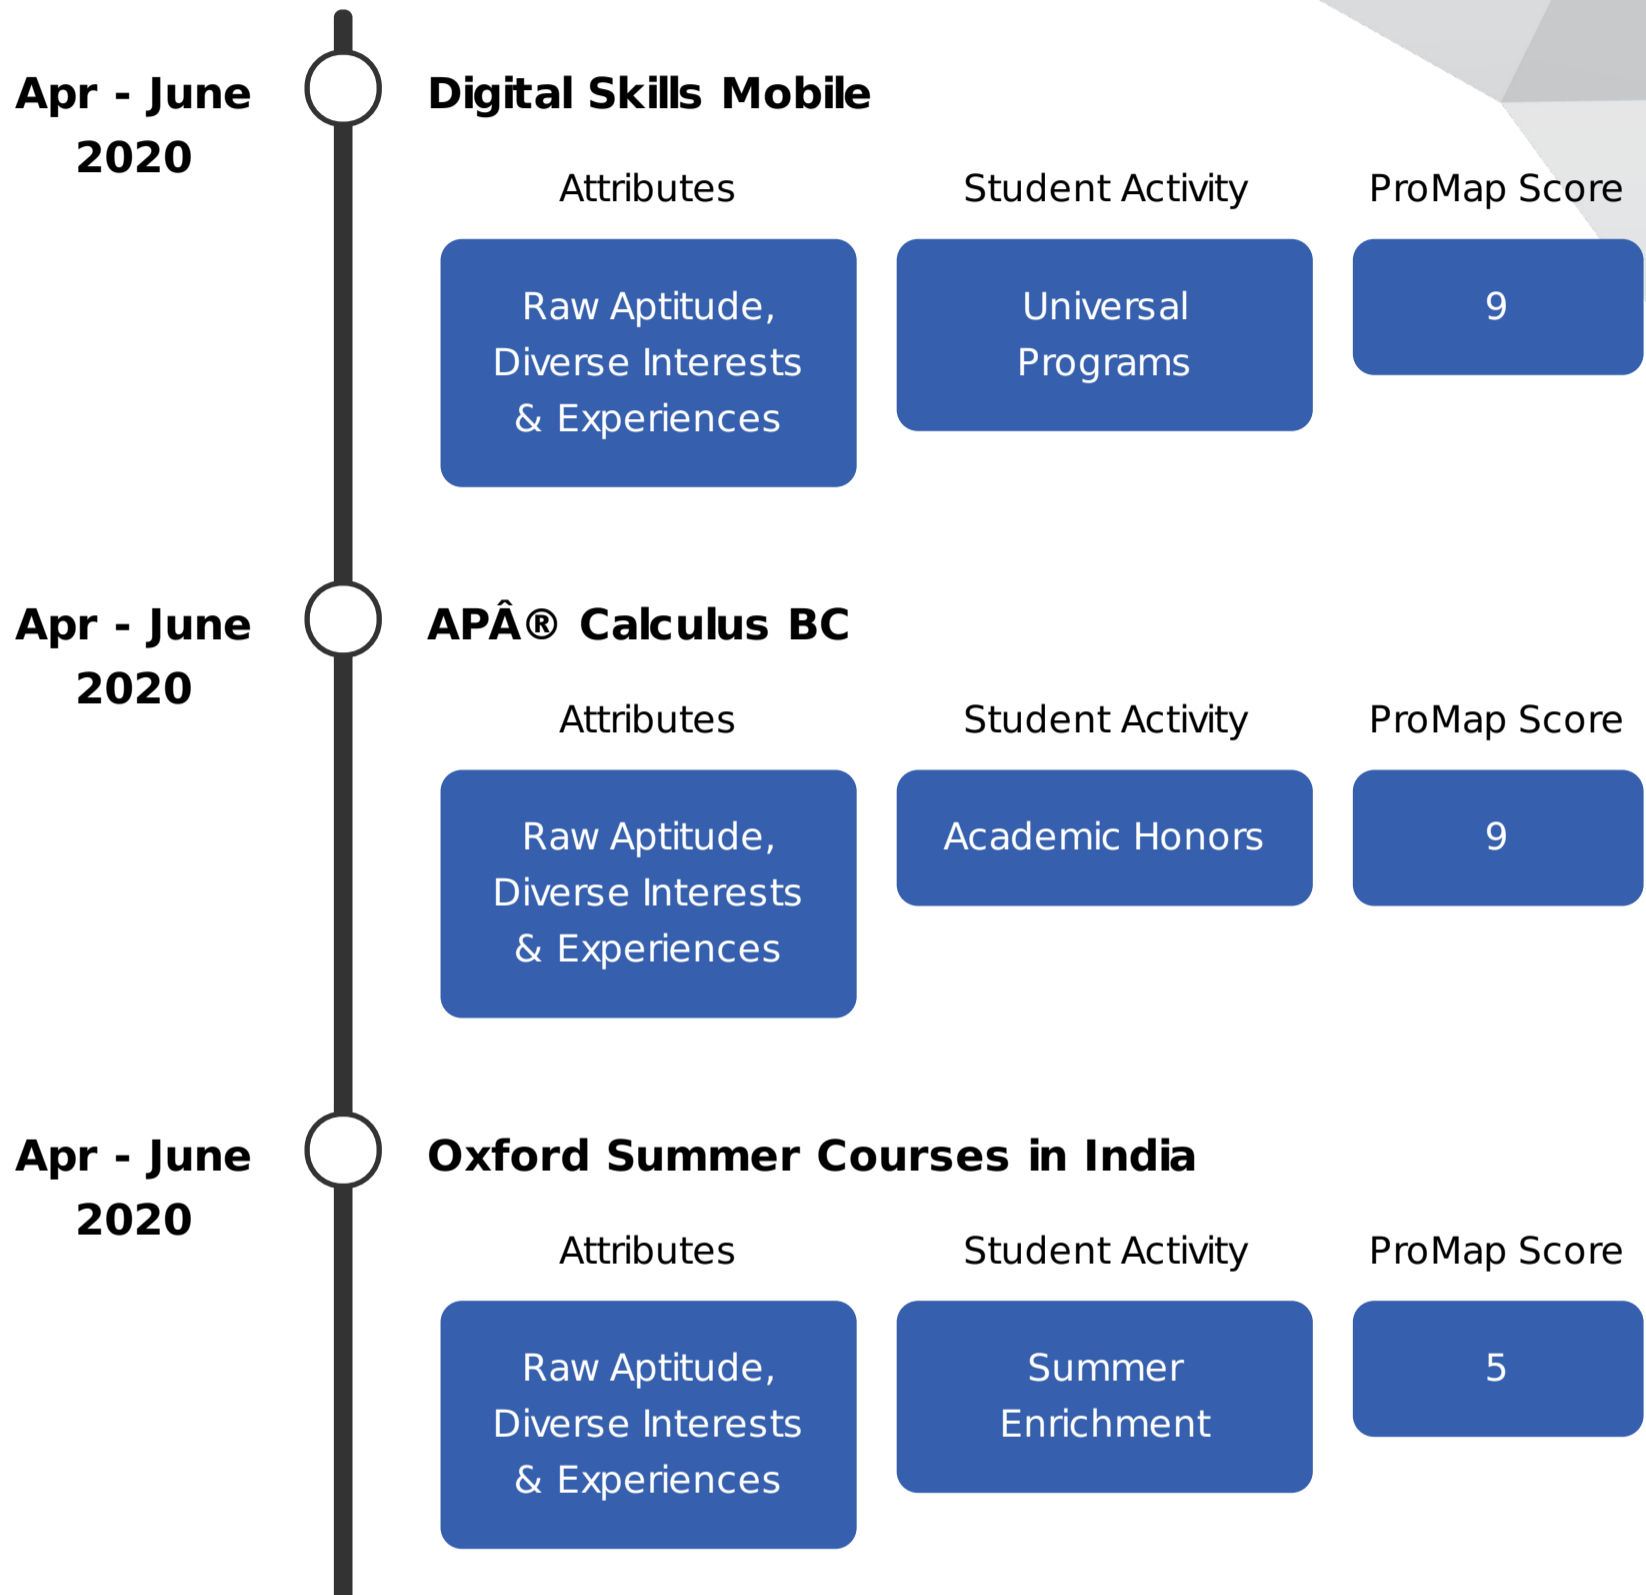 Apr - June
2020
Digital Skills Mobile
Attributes
Student Activity
ProMap Score
Raw Aptitude,
Diverse Interests
& Experiences
Universal
Programs
9
Apr - June
2020
APÂ® Calculus BC
Attributes
Student Activity
ProMap Score
Raw Aptitude,
Diverse Interests
& Experiences
Academic Honors
9
Apr - June
2020
Oxford Summer Courses in India
Attributes
Student Activity
ProMap Score
Raw Aptitude,
Diverse Interests
& Experiences
Summer
Enrichment
5